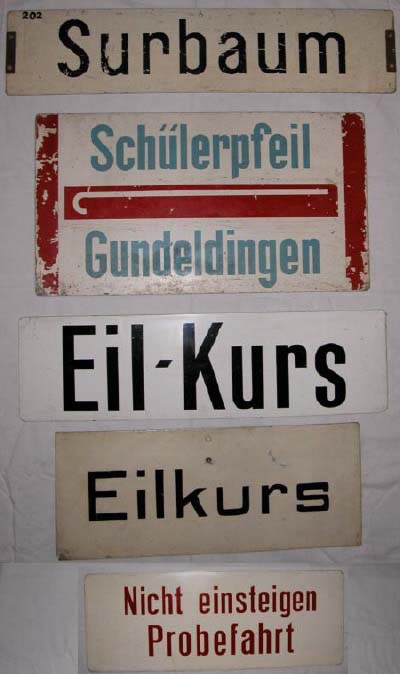 202
Surbaum
Schülerpfeil
Gundeldingen
Eil-Kurs
Eilkurs
Nicht einsteigen
Probefahrt